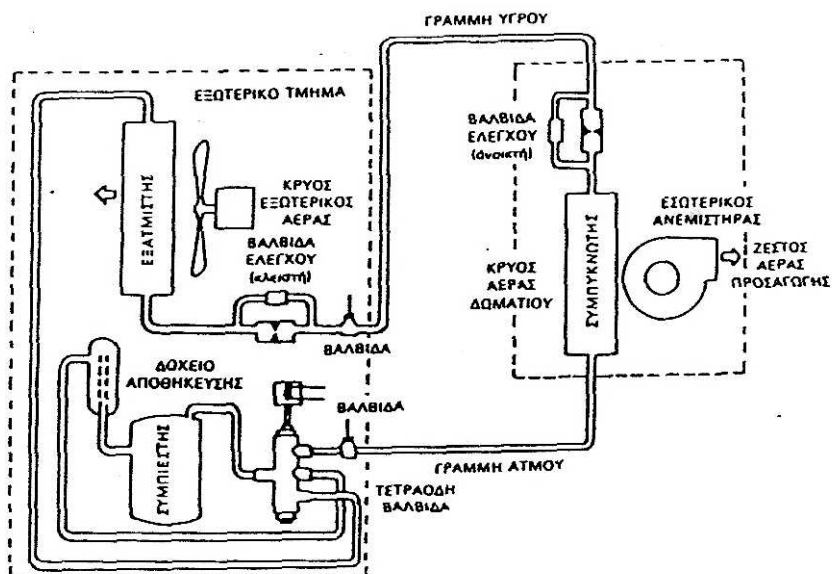 ΓΡΑΜΜΗ ΥΓΡΟΥ
ΕΞΩΤΕΡΙΚΟ ΤΜΗΜΑ
ΒΑΛΒΙΔΑ
ΕΛΕΓΧΟΥ
(ἀνοικτή)
ΕΞΑΤΜΙΣΤΗΣ
ΚΡΥΟΣ
ΕΞΩΤΕΡΙΚΟΣ
ΑΕΡΑΣ
ΒΑΛΒΙΔΑ
ΕΛΕΓΧΟΥ
(κλειστή)
ΕΣΩΤΕΡΙΚΟΣ
ΑΝΕΜΙΣΤΗΡΑΣ
ΚΡΥΟΣ
ΑΕΡΑΣ
ΔΩΜΑΤΙΟΥ
ΣΥΜΠΥΚΝΩΤΗΣ
ΖΕΣΤΟΣ
ΑΕΡΑΣ
ΠΡΟΣΑΓΩΓΗΣ
ΒΑΛΒΙΔΑ
ΔΟΧΕΙΟ
ΑΠΟΘΗΚΕΥΣΗΣ
ΒΑΛΒΙΔΑ
ΣΥΜΠΙΕΣΤΗΣ
ΓΡΑΜΜΗ ΑΤΜΟΥ
ΤΕΤΡΑΟΔΗ
ΒΑΛΒΙΔΑ